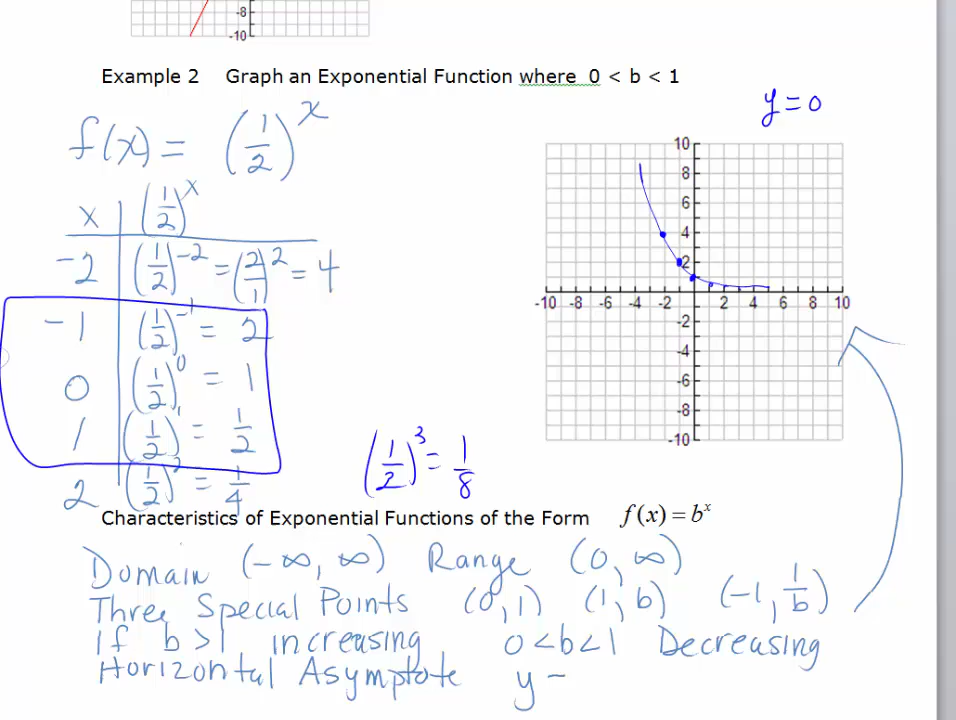 -8
-10
Example 2 Graph an Exponential Function where 0 < b < 1
y = 0
f(x) = (1/2)^x
x | (1/2)^x
-2 | (1/2)^-2 = (2/1)^2 = 4
-1 | (1/2)^-1 = 2
0 | (1/2)^0 = 1
1 | (1/2)^1 = 1/2
2 | (1/2)^2 = 1/4
(1/2)^3 = 1/8
10
8
6
4
2
-10 -8 -6 -4 -2 2 4 6 8 10
-2
-4
-6
-8
-10
Characteristics of Exponential Functions of the Form f(x) = b^x
Domain (-∞, ∞) Range (0, ∞)
Three Special Points (0, 1) (1, b) (-1, 1/b)
If b > 1 increasing 0 < b < 1 Decreasing
Horizontal Asymptote y -